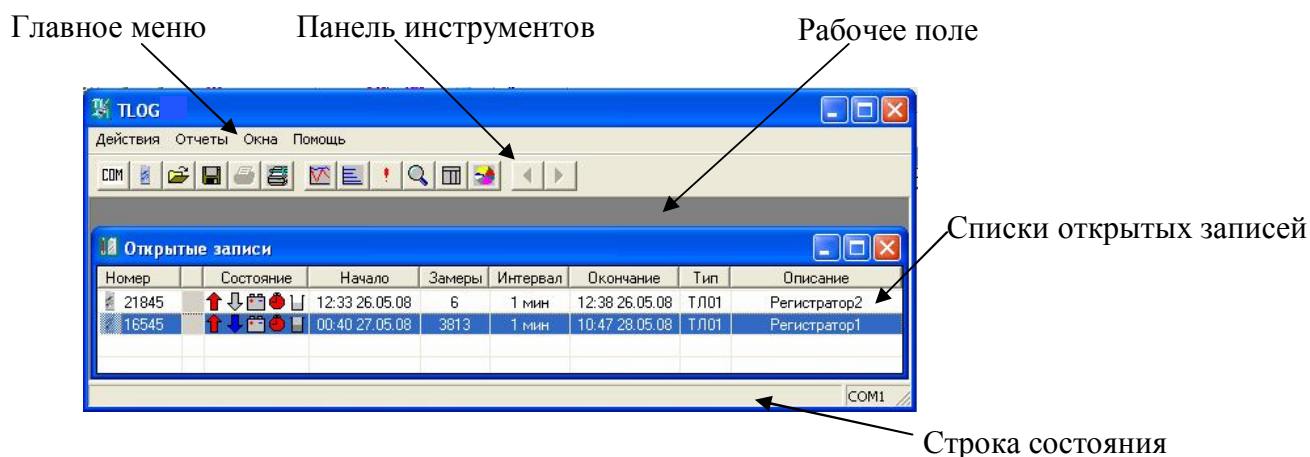 Главное меню Панель инструментов Рабочее поле
TLOG
Действия Отчеты Окна Помощь
COM
Открытые записи
Списки открытых записей
Номер Состояние Начало Замеры Интервал Окончание Тип Описание
21845 12:33 26.05.08 6 1 мин 12:38 26.05.08 ТЛ01 Регистратор2
16545 00:40 27.05.08 3813 1 мин 10:47 28.05.08 ТЛ01 Регистратор1
COM1
Строка состояния